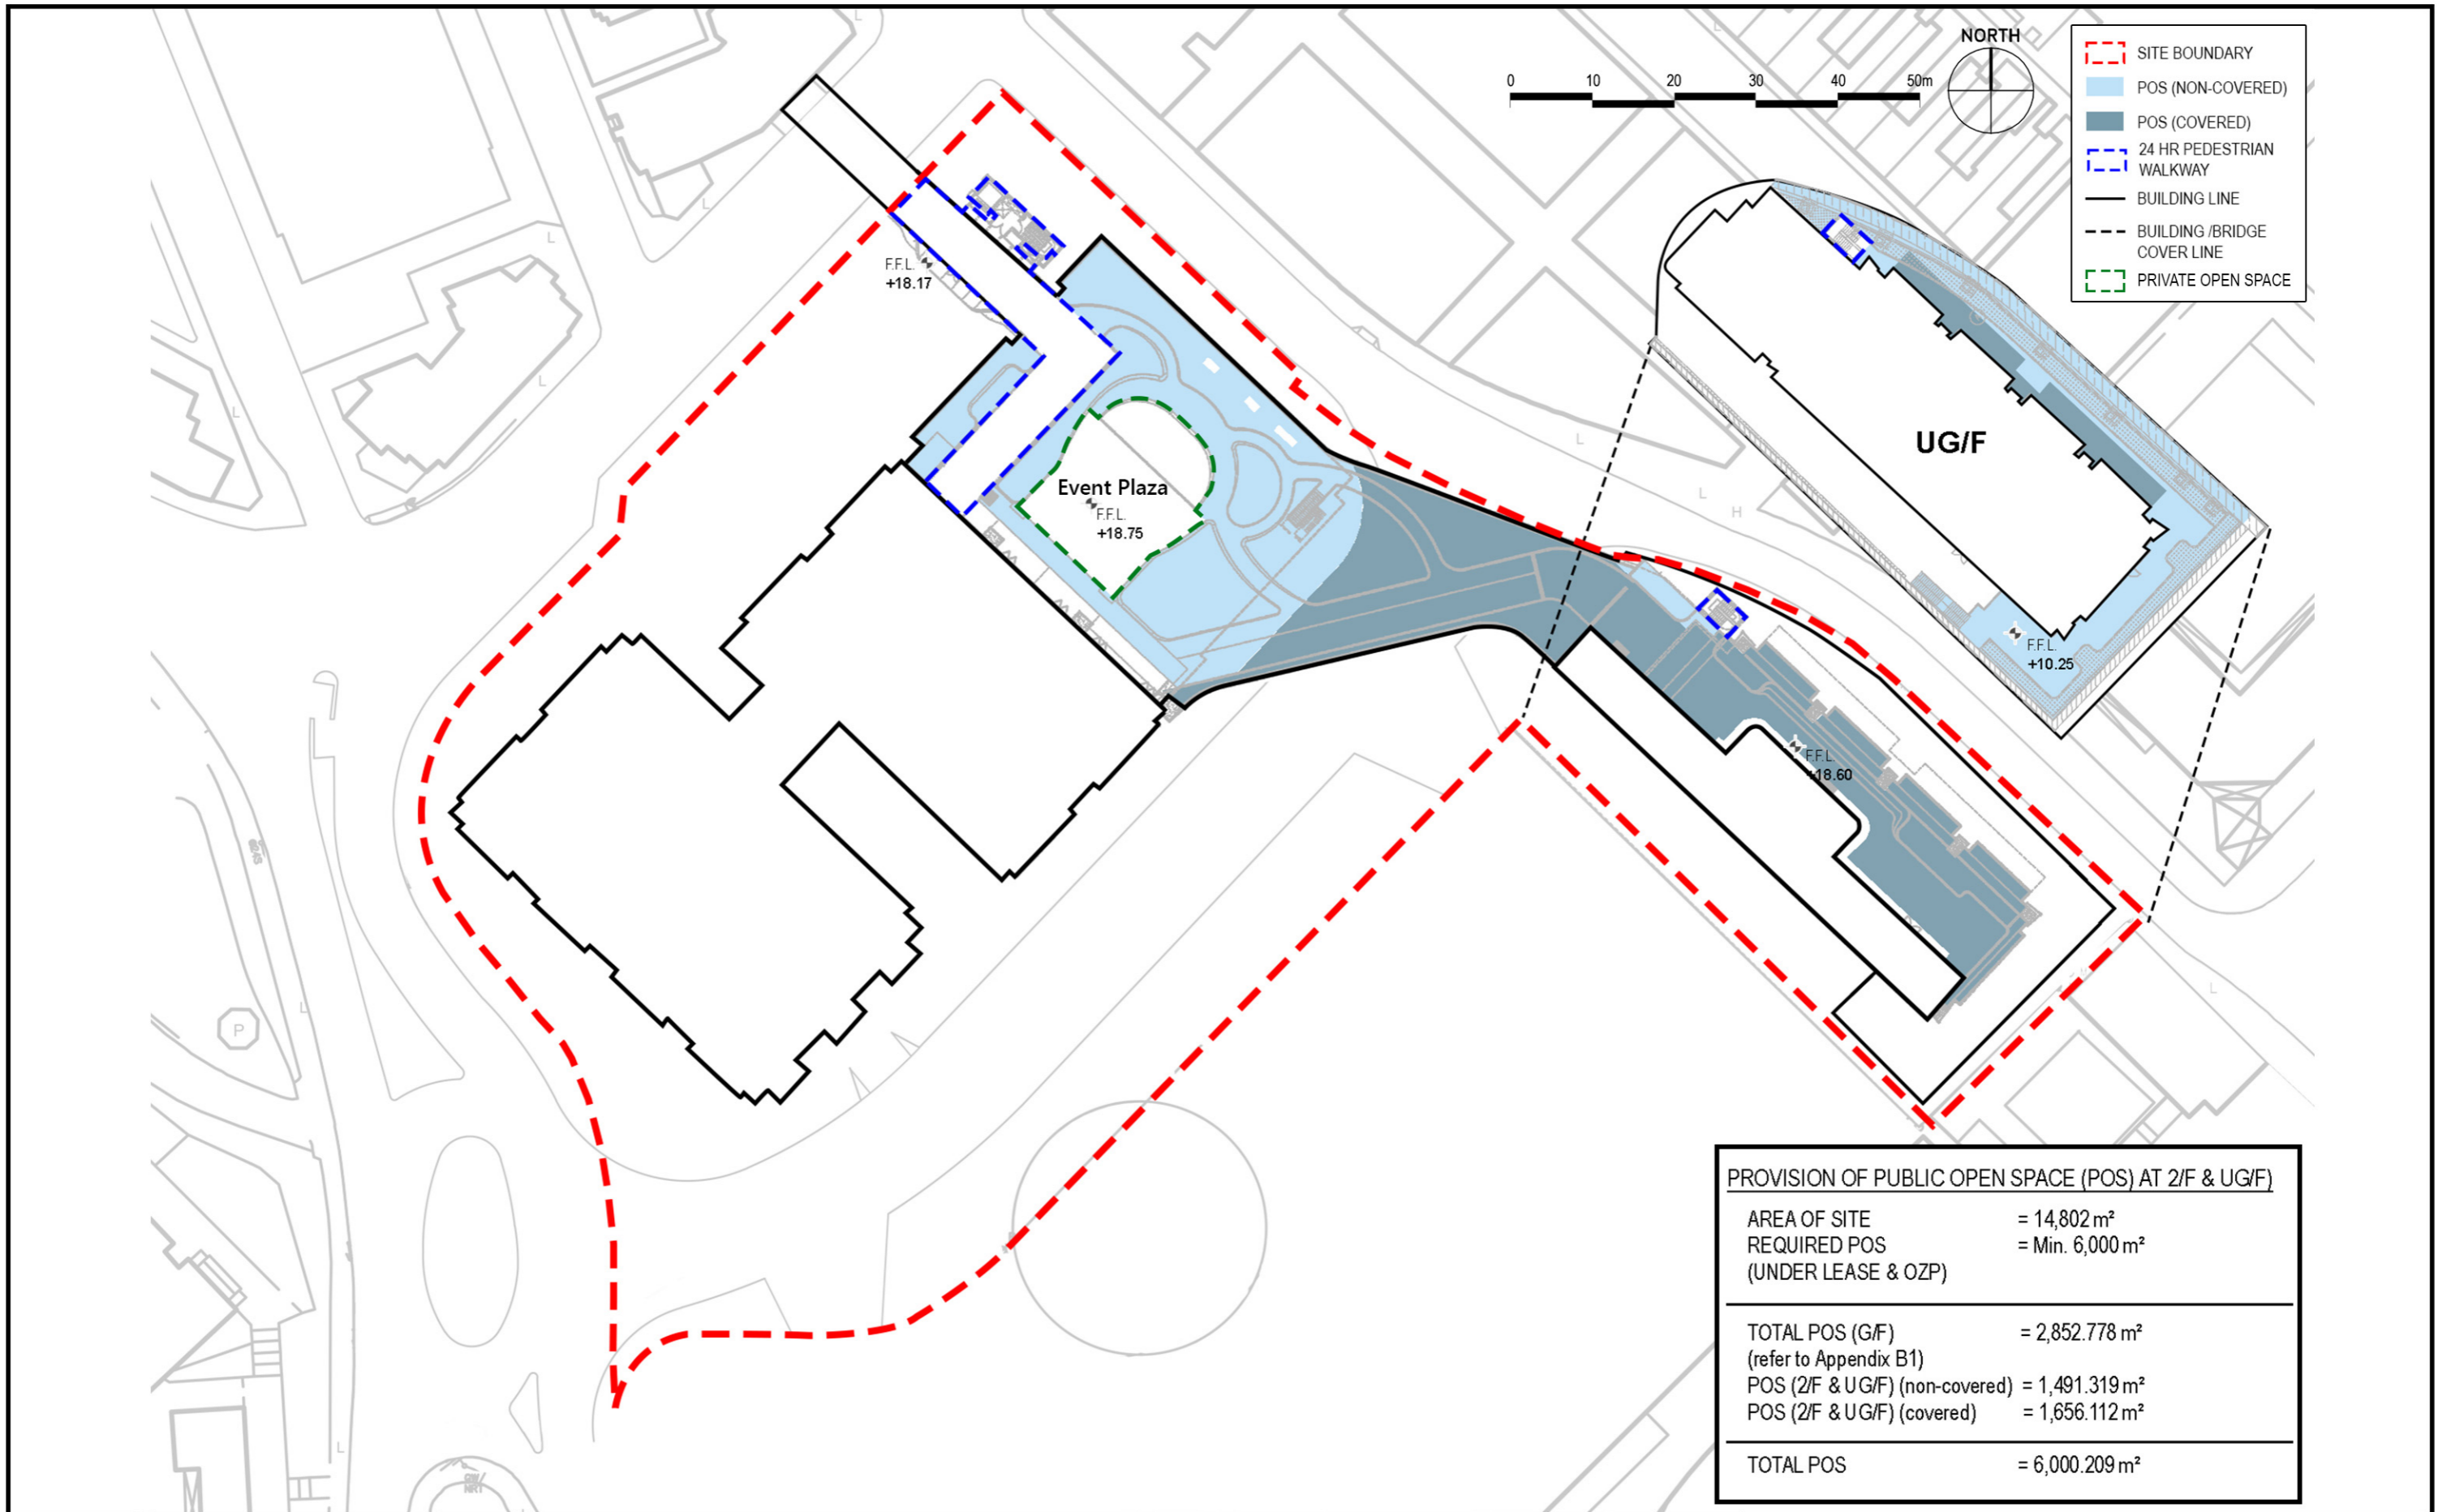 NORTH
0 10 20 30 40 50m
SITE BOUNDARY
POS (NON-COVERED)
POS (COVERED)
24 HR PEDESTRIAN
WALKWAY
BUILDING LINE
BUILDING /BRIDGE
COVER LINE
PRIVATE OPEN SPACE
F.F.L.
+18.17
UG/F
Event Plaza
F.F.L.
+18.75
F.F.L.
+10.25
F.F.L.
+18.60
L
L
L
L
L
L
L
L
H
L
L
L
P
L
PROVISION OF PUBLIC OPEN SPACE (POS) AT 2/F & UG/F)
AREA OF SITE = 14,802 m²
REQUIRED POS = Min. 6,000 m²
(UNDER LEASE & OZP)
TOTAL POS (G/F) = 2,852.778 m²
(refer to Appendix B1)
POS (2/F & UG/F) (non-covered) = 1,491.319 m²
POS (2/F & UG/F) (covered) = 1,656.112 m²
TOTAL POS = 6,000.209 m²